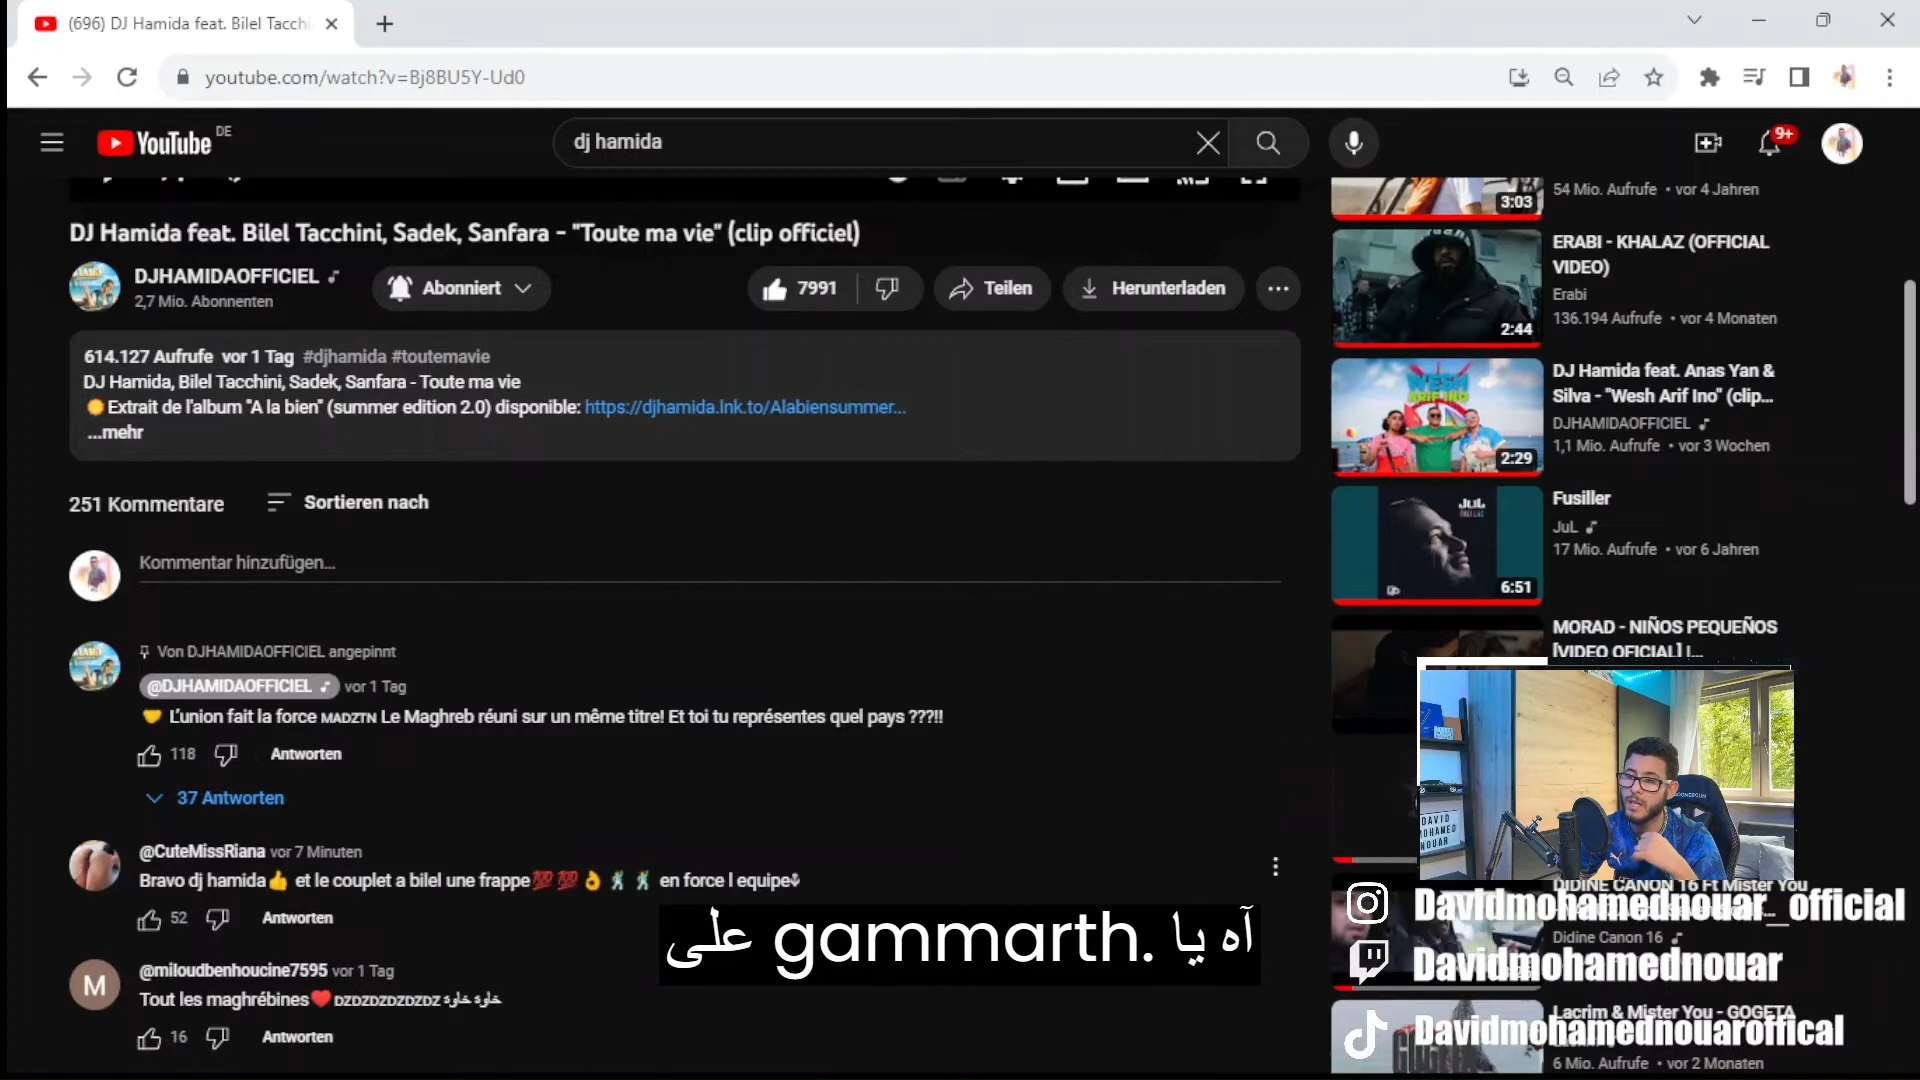 (696) DJ Hamida feat. Bilel Tacchi
youtube.com/watch?v=Bj8BU5Y-Ud0
YouTube DE
dj hamida
9+
DJ Hamida feat. Bilel Tacchini, Sadek, Sanfara - "Toute ma vie" (clip officiel)
DJHAMIDAOFFICIEL
2,7 Mio. Abonnenten
Abonniert
7991
Teilen
Herunterladen
614.127 Aufrufe vor 1 Tag #djhamida #toutemavie
DJ Hamida, Bilel Tacchini, Sadek, Sanfara - Toute ma vie
Extrait de l'album "A la bien" (summer edition 2.0) disponible: https://djhamida.lnk.to/Alabiensummer...
...mehr
251 Kommentare
Sortieren nach
Kommentar hinzufügen...
Von DJHAMIDAOFFICIEL angepinnt
@DJHAMIDAOFFICIEL vor 1 Tag
🤝 L'union fait la force MADZTN Le Maghreb réuni sur un même titre! Et toi tu représentes quel pays ???!!
118
Antworten
37 Antworten
@CuteMissRiana vor 7 Minuten
Bravo dj hamida👍 et le couplet a bilel une frappe💯💯👌🕺🕺 en force l equipe
52
Antworten
M
@miloudbenhoucine7595 vor 1 Tag
Tout les maghrébines❤️DZDZDZDZDZDZ خاوة خاوة
16
Antworten
3:03
54 Mio. Aufrufe • vor 4 Jahren
ERABI - KHALAZ (OFFICIAL
VIDEO)
Erabi
136.194 Aufrufe • vor 4 Monaten
2:44
WESH
ARIF INO
DJ Hamida feat. Anas Yan &
Silva - "Wesh Arif Ino" (clip...
DJHAMIDAOFFICIEL
1,1 Mio. Aufrufe • vor 3 Wochen
2:29
JUL
Fusiller
JuL
17 Mio. Aufrufe • vor 6 Jahren
6:51
MORAD - NIÑOS PEQUEÑOS
[VIDEO OFICIAL] |...
DAVID
MOHAMED
NOUAR
DIDINE CANON 16 Ft Mister You
Didine Canon 16
Davidmohamednouar_official
Davidmohamednouar
Lacrim & Mister You - GOGETA
Davidmohamednouaroffical
6 Mio. Aufrufe • vor 2 Monaten
آه يا gammarth. على